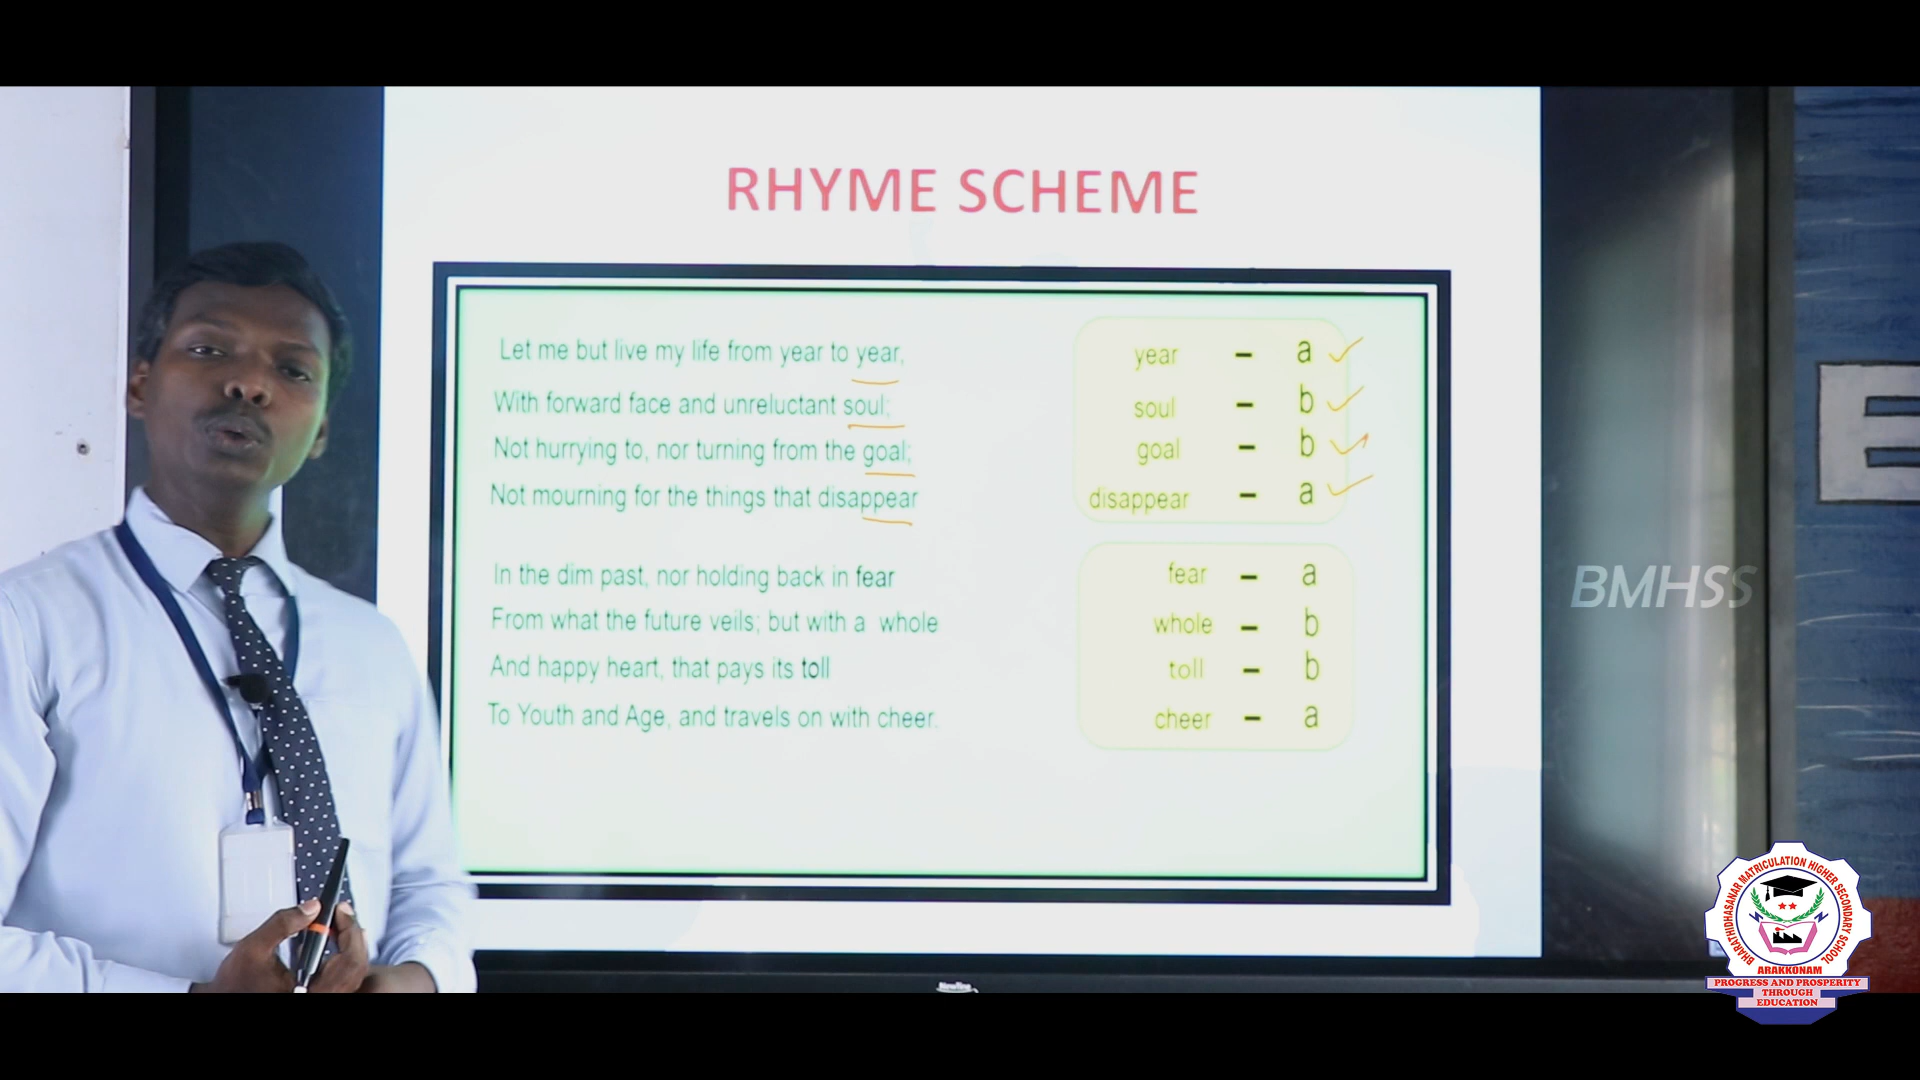 RHYME SCHEME
Let me but live my life from year to year,
With forward face and unreluctant soul;
Not hurrying to, nor turning from the goal;
Not mourning for the things that disappear
In the dim past, nor holding back in fear
From what the future veils; but with a whole
And happy heart, that pays its toll
To Youth and Age, and travels on with cheer.
year - a
soul - b
goal - b
disappear - a
fear - a
whole - b
toll - b
cheer - a
E
BMHSS
BHARATHIDHASANAR MATRICULATION HIGHER SECONDARY SCHOOL
ARAKKONAM
PROGRESS AND PROSPERITY
THROUGH
EDUCATION
Newline